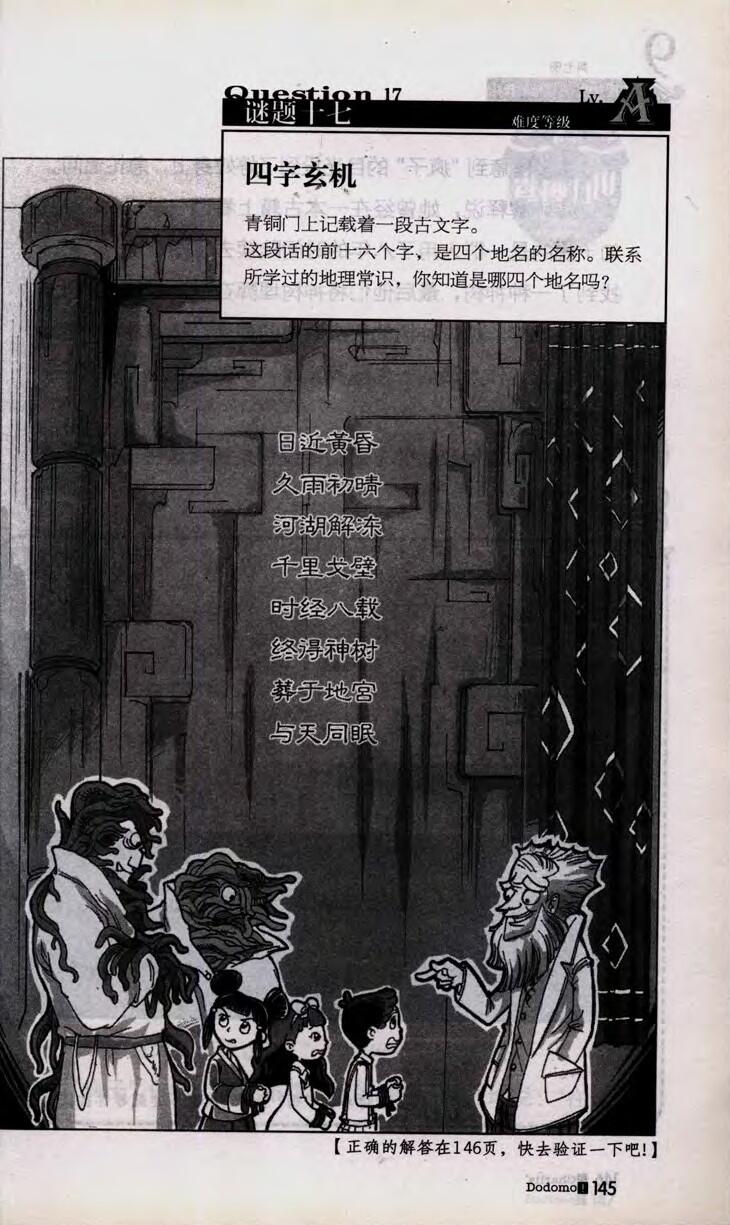 Question 17
Lv. A
谜题十七
难度等级
四字玄机
青铜门上记载着一段古文字。
这段话的前十六个字，是四个地名的名称。联系
所学过的地理常识，你知道是哪四个地名吗？
日近黄昏
久雨初晴
河湖解冻
千里戈壁
时经八载
终得神树
葬于地宫
与天同眠
【正确的解答在146页，快去验证一下吧！】
Dodomo! 145